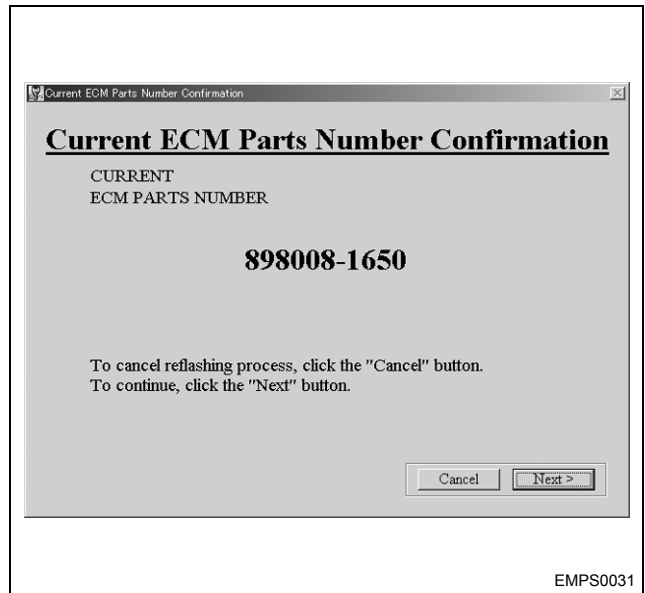 Current ECM Parts Number Confirmation
Current ECM Parts Number Confirmation
CURRENT
ECM PARTS NUMBER
898008-1650
To cancel reflashing process, click the "Cancel" button.
To continue, click the "Next" button.
Cancel
Next >
EMPS0031